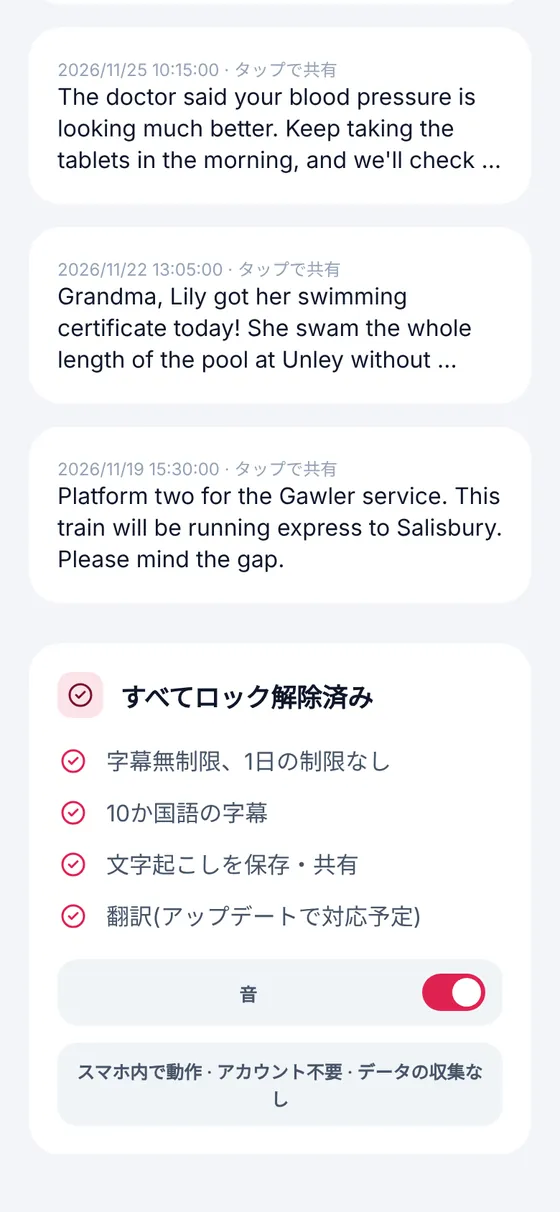 2026/11/25 10:15:00 · タップで共有
The doctor said your blood pressure is
looking much better. Keep taking the
tablets in the morning, and we'll check ...
2026/11/22 13:05:00 · タップで共有
Grandma, Lily got her swimming
certificate today! She swam the whole
length of the pool at Unley without ...
2026/11/19 15:30:00 · タップで共有
Platform two for the Gawler service. This
train will be running express to Salisbury.
Please mind the gap.
すべてロック解除済み
字幕無制限、1日の制限なし
10か国語の字幕
文字起こしを保存・共有
翻訳(アップデートで対応予定)
音
スマホ内で動作 · アカウント不要 · データの収集な
し